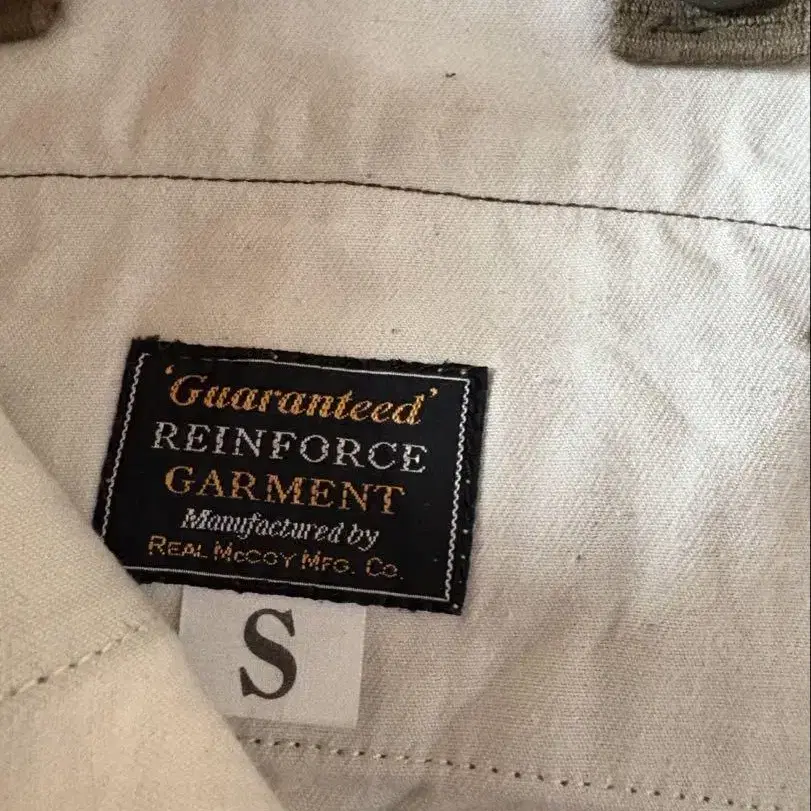 'Guaranteed'
REINFORCE
GARMENT
Manufactured by
REAL MCCOY MFG. CO.
S